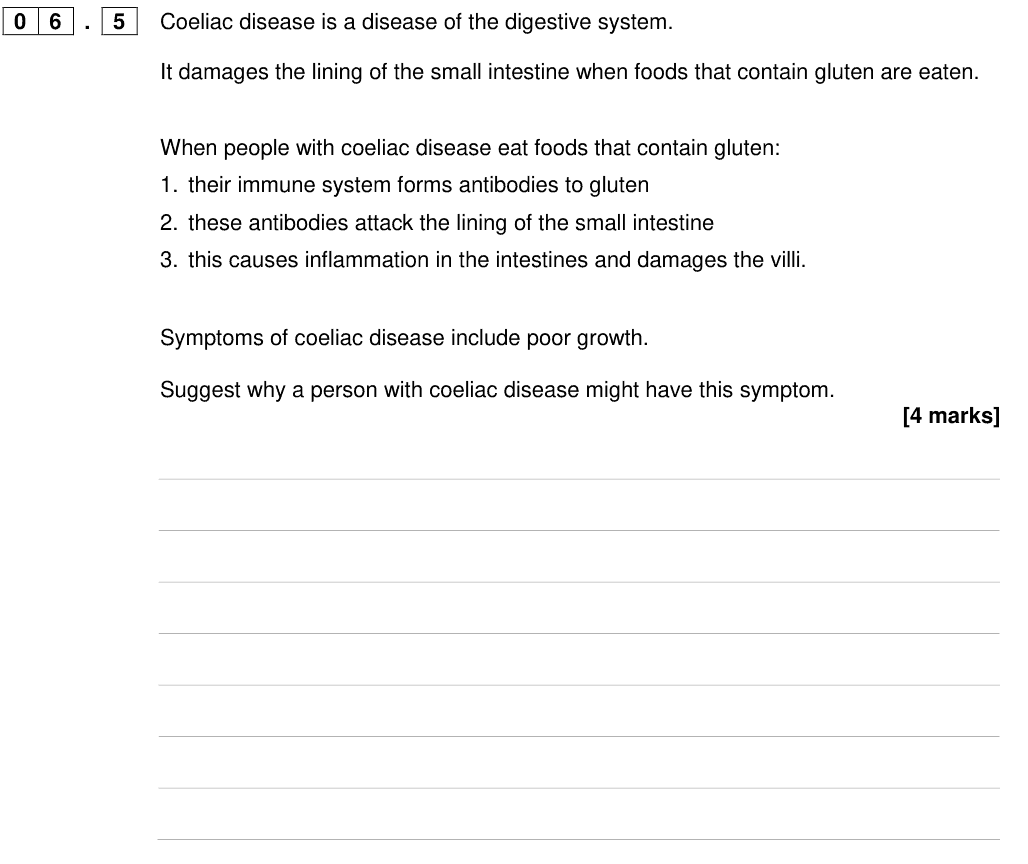 06.5 Coeliac disease is a disease of the digestive system.
It damages the lining of the small intestine when foods that contain gluten are eaten.
When people with coeliac disease eat foods that contain gluten:
1. their immune system forms antibodies to gluten
2. these antibodies attack the lining of the small intestine
3. this causes inflammation in the intestines and damages the villi.
Symptoms of coeliac disease include poor growth.
Suggest why a person with coeliac disease might have this symptom.
[4 marks]